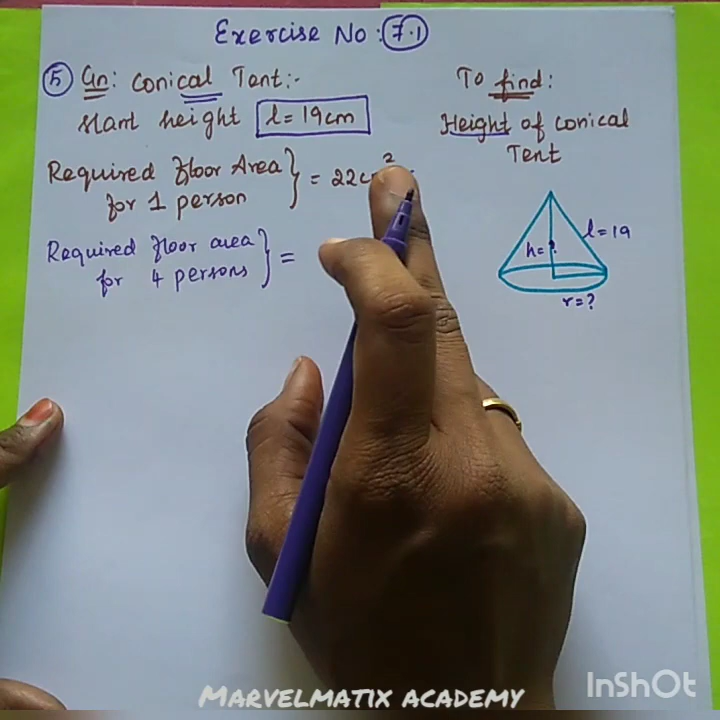 Exercise No: 7.1
5 Gn: Conical Tent:-
slant height l = 19cm
Required Floor Area
for 1 person } = 22c 2
Required Floor area
for 4 persons } =
To find:
Height of conical
Tent
l = 19
h = ?
r = ?
MARVELMATIX ACADEMY
InShOt